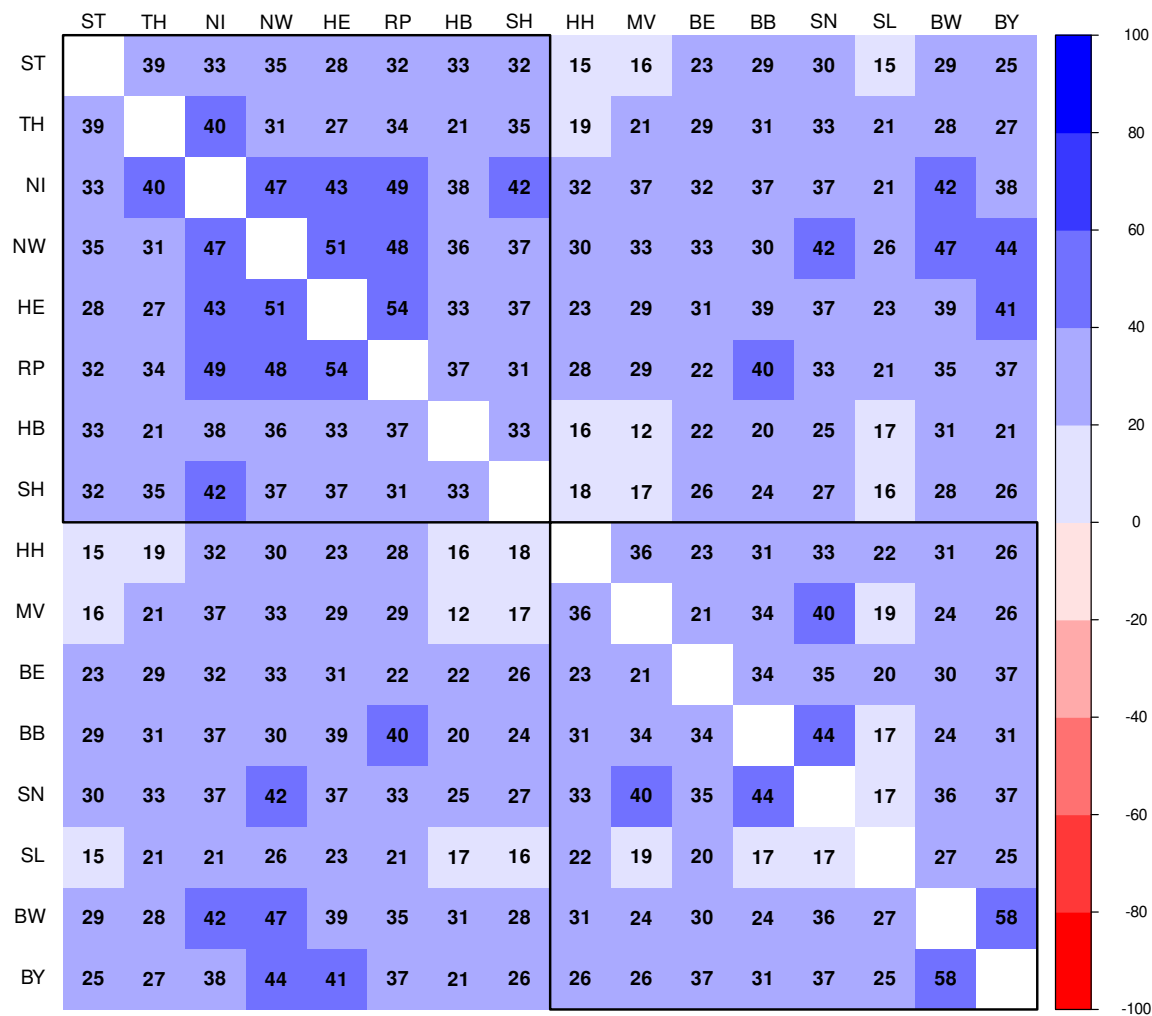 ST TH NI NW HE RP HB SH HH MV BE BB SN SL BW BY
ST 39 33 35 28 32 33 32 15 16 23 29 30 15 29 25
TH 39 40 31 27 34 21 35 19 21 29 31 33 21 28 27
NI 33 40 47 43 49 38 42 32 37 32 37 37 21 42 38
NW 35 31 47 51 48 36 37 30 33 33 30 42 26 47 44
HE 28 27 43 51 54 33 37 23 29 31 39 37 23 39 41
RP 32 34 49 48 54 37 31 28 29 22 40 33 21 35 37
HB 33 21 38 36 33 37 33 16 12 22 20 25 17 31 21
SH 32 35 42 37 37 31 33 18 17 26 24 27 16 28 26
HH 15 19 32 30 23 28 16 18 36 23 31 33 22 31 26
MV 16 21 37 33 29 29 12 17 36 21 34 40 19 24 26
BE 23 29 32 33 31 22 22 26 23 21 34 35 20 30 37
BB 29 31 37 30 39 40 20 24 31 34 34 44 17 24 31
SN 30 33 37 42 37 33 25 27 33 40 35 44 17 36 37
SL 15 21 21 26 23 21 17 16 22 19 20 17 17 27 25
BW 29 28 42 47 39 35 31 28 31 24 30 24 36 27 58
BY 25 27 38 44 41 37 21 26 26 26 37 31 37 25 58
100
80
60
40
20
0
-20
-40
-60
-80
-100